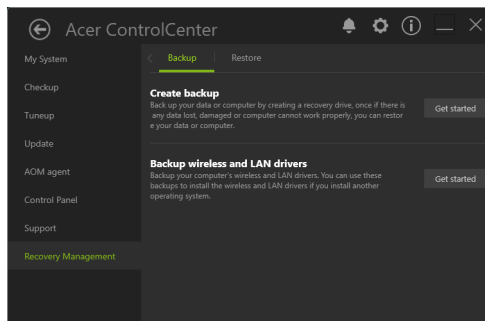 Acer ControlCenter
My System
Checkup
Tuneup
Update
AOM agent
Control Panel
Support
Recovery Management
Backup
Restore
Create backup
Back up your data or computer by creating a recovery drive, once if there is
any data lost, damaged or computer cannot work properly, you can restor
e your data or computer.
Get started
Backup wireless and LAN drivers
Backup your computer's wireless and LAN drivers. You can use these
backups to install the wireless and LAN drivers if you install another
operating system.
Get started